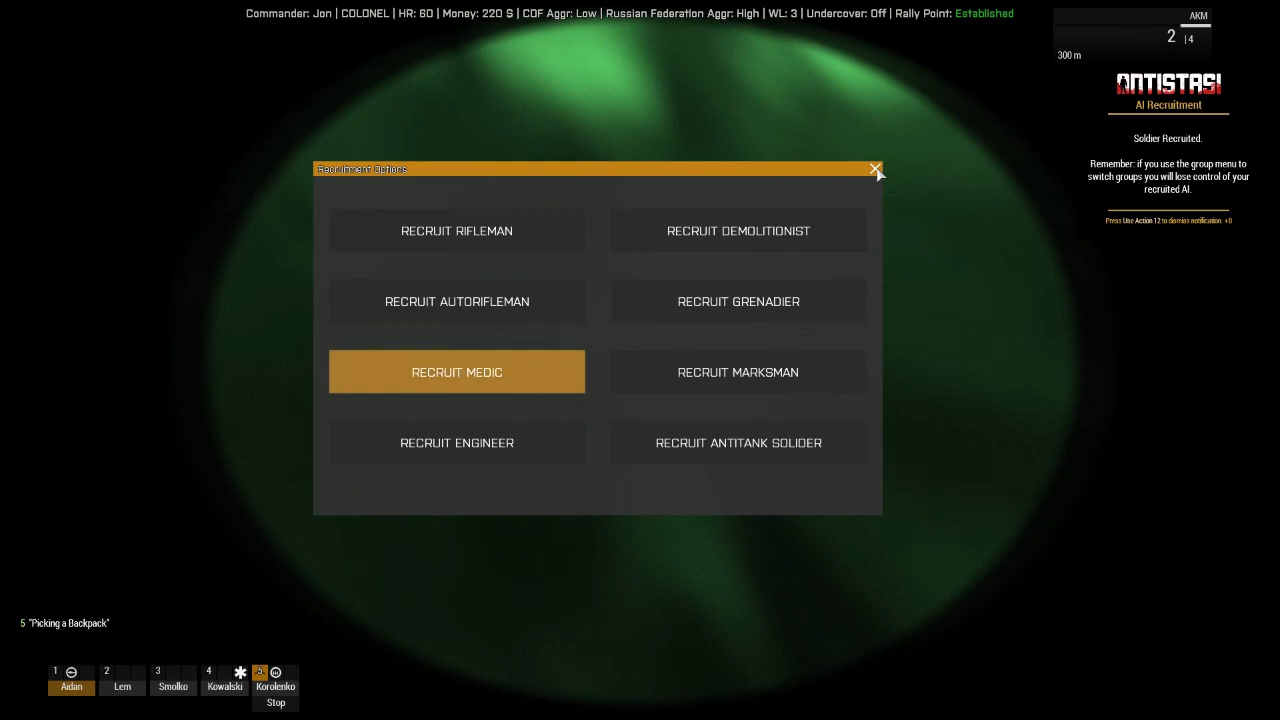 Commander: Jon | COLONEL | HR: 60 | Money: 220 $ | CDF Aggr: Low | Russian Federation Aggr: High | WL: 3 | Undercover: Off | Rally Point: Established
AKM
2 |4
300 m
ANTISTASI
AI Recruitment
Soldier Recruited.
Remember: if you use the group menu to
switch groups you will lose control of your
recruited AI.
Press Use Action 12 to dismiss notification. +0
Recruitment Options
RECRUIT RIFLEMAN
RECRUIT DEMOLITIONIST
RECRUIT AUTORIFLEMAN
RECRUIT GRENADIER
RECRUIT MEDIC
RECRUIT MARKSMAN
RECRUIT ENGINEER
RECRUIT ANTITANK SOLIDER
5 "Picking a Backpack"
1 2 3 4 5
Aidan Lem Smolko Kowalski Korolenko
Stop